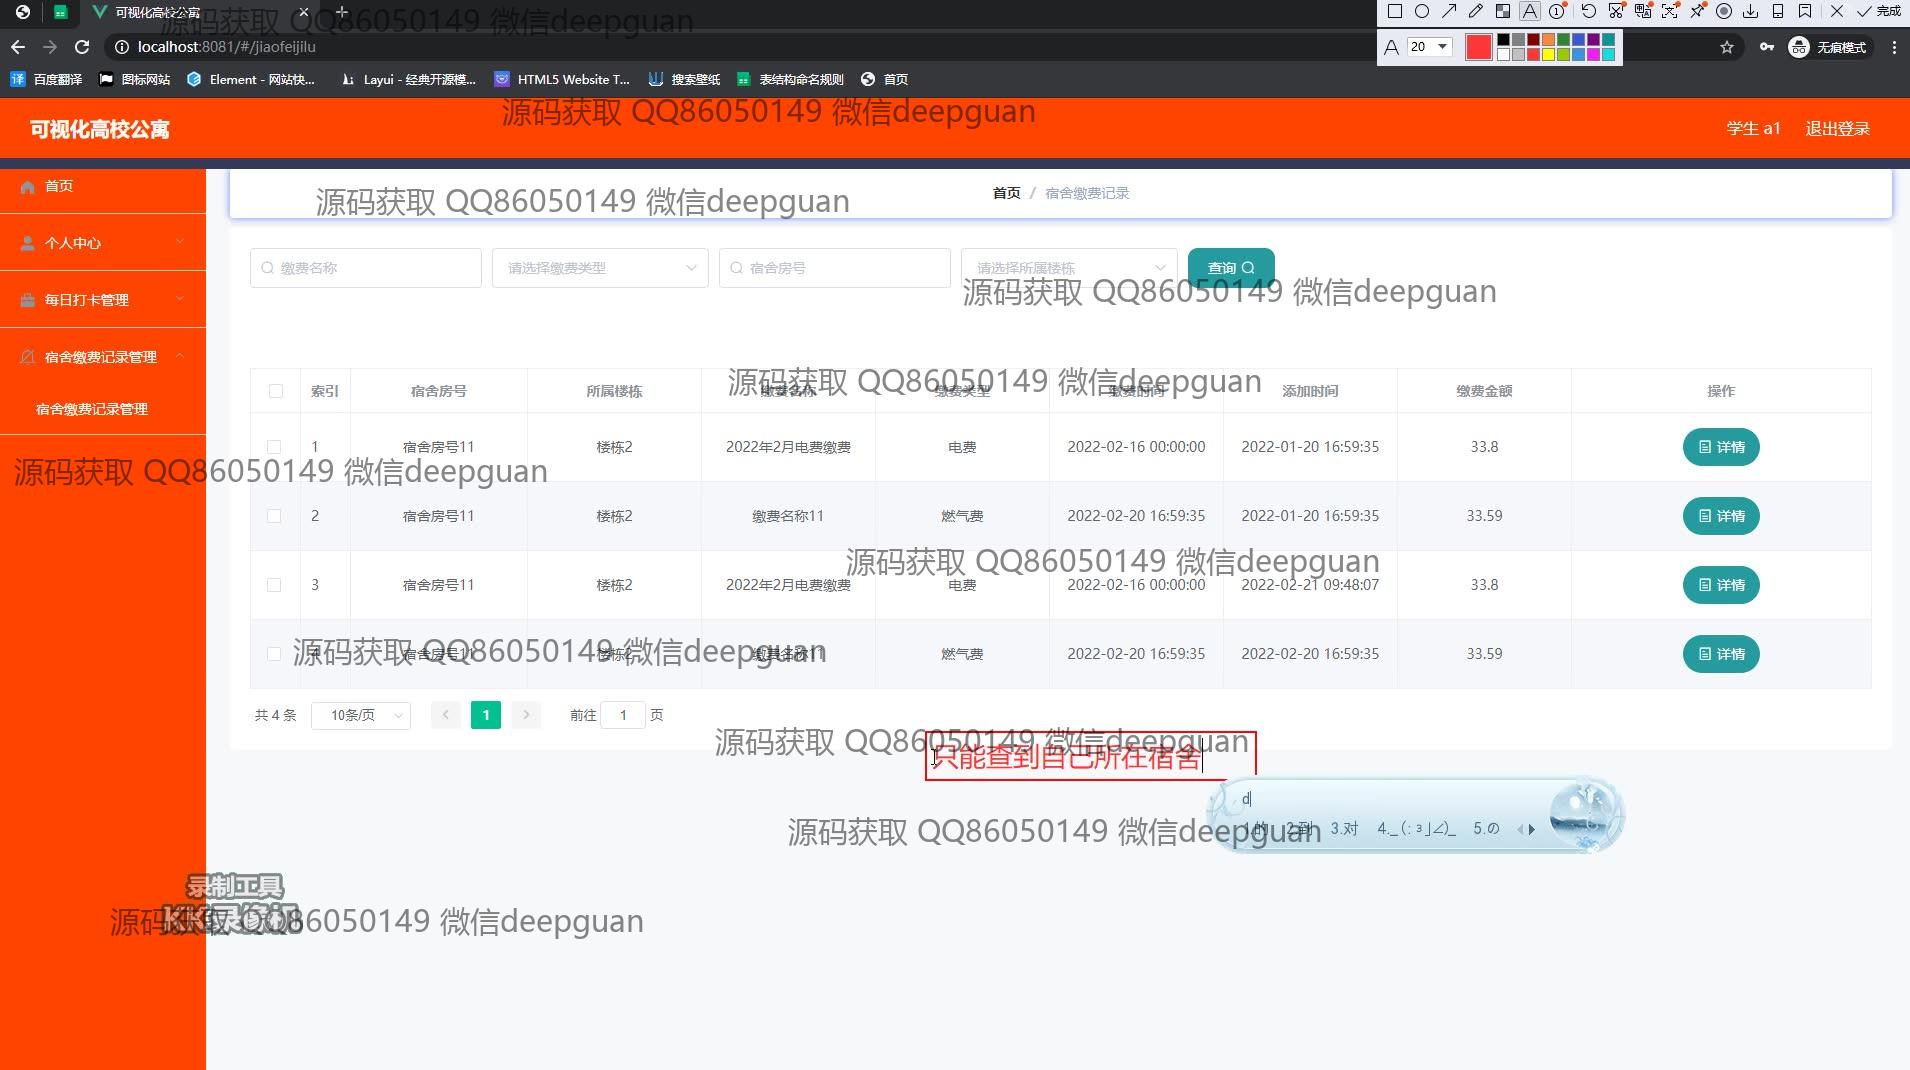 可视化高校公寓
完成
localhost:8081/#/jiaofeijilu
A 20
无痕模式
百度翻译 图标网站 Element - 网站快... Layui - 经典开源模... HTML5 Website T... 搜索壁纸 表结构命名规则 首页
源码获取 QQ86050149 微信deepguan
源码获取 QQ86050149 微信deepguan
可视化高校公寓
学生 a1 退出登录
首页
个人中心
每日打卡管理
宿舍缴费记录管理
宿舍缴费记录管理
首页 / 宿舍缴费记录
源码获取 QQ86050149 微信deepguan
缴费名称 请选择缴费类型 宿舍房号 请选择所属楼栋 查询
源码获取 QQ86050149 微信deepguan
索引 宿舍房号 所属楼栋 缴费名称 缴费类型 缴费时间 添加时间 缴费金额 操作
源码获取 QQ86050149 微信deepguan
1 宿舍房号11 楼栋2 2022年2月电费缴费 电费 2022-02-16 00:00:00 2022-01-20 16:59:35 33.8 详情
源码获取 QQ86050149 微信deepguan
2 宿舍房号11 楼栋2 缴费名称11 燃气费 2022-02-20 16:59:35 2022-01-20 16:59:35 33.59 详情
源码获取 QQ86050149 微信deepguan
3 宿舍房号11 楼栋2 2022年2月电费缴费 电费 2022-02-16 00:00:00 2022-02-21 09:48:07 33.8 详情
源码获取 QQ86050149 微信deepguan
4 宿舍房号11 楼栋2 缴费名称11 燃气费 2022-02-20 16:59:35 2022-02-20 16:59:35 33.59 详情
共 4 条 10条/页 1 前往 1 页
源码获取 QQ86050149 微信deepguan
只能查到自己所在宿舍
d
1.的 2.到 3.对 4._(:з」∠)_ 5.の
源码获取 QQ86050149 微信deepguan
录制工具
KK录像机
源码获取 QQ86050149 微信deepguan